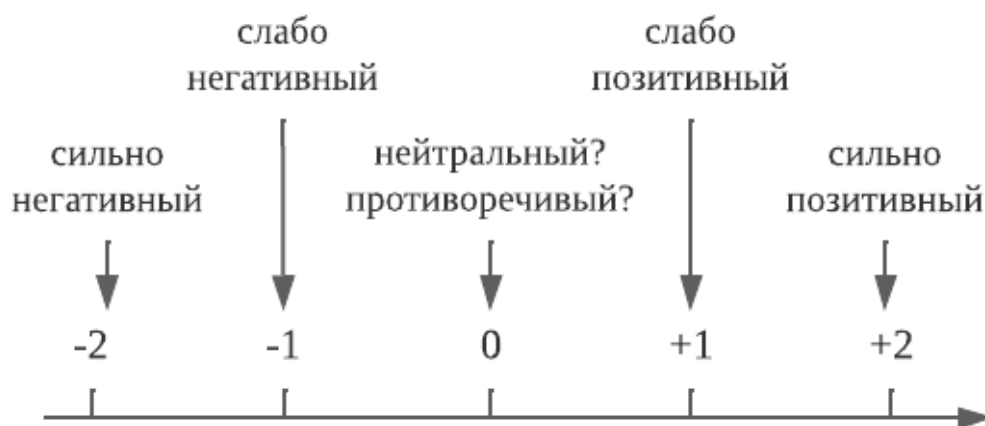 слабо
негативный
слабо
позитивный
сильно
негативный
нейтральный?
противоречивый?
сильно
позитивный
-2
-1
0
+1
+2